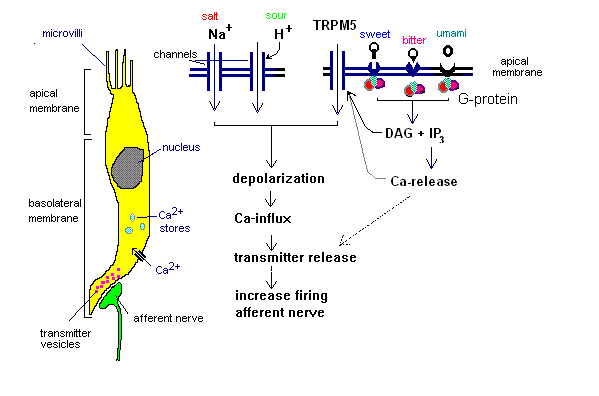 microvilli
apical
membrane
nucleus
basolateral
membrane
Ca2+
stores
Ca2+
transmitter
vesicles
afferent nerve
salt
Na+
sour
H+
channels
TRPM5
sweet
bitter
umami
apical
membrane
G-protein
DAG + IP3
Ca-release
depolarization
Ca-influx
transmitter release
increase firing
afferent nerve